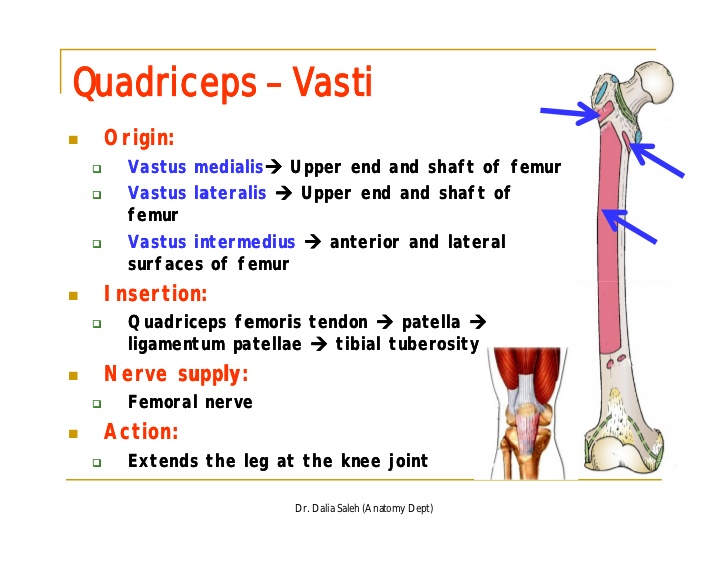 Quadriceps – Vasti
Origin:
Vastus medialis→ Upper end and shaft of femur
Vastus lateralis → Upper end and shaft of
femur
Vastus intermedius → anterior and lateral
surfaces of femur
Insertion:
Quadriceps femoris tendon → patella →
ligamentum patellae → tibial tuberosity
Nerve supply:
Femoral nerve
Action:
Extends the leg at the knee joint
Dr. Dalia Saleh (Anatomy Dept)